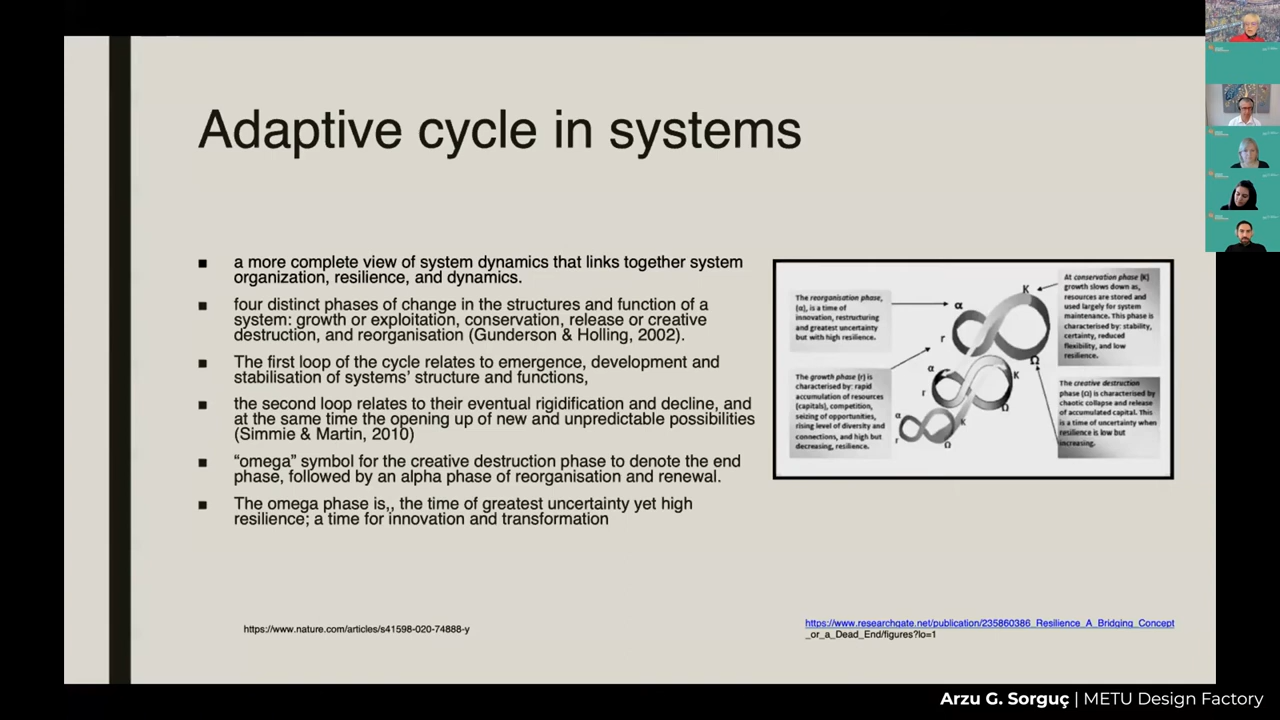 Adaptive cycle in systems
■ a more complete view of system dynamics that links together system
organization, resilience, and dynamics.
■ four distinct phases of change in the structures and function of a
system: growth or exploitation, conservation, release or creative
destruction, and reorganisation (Gunderson & Holling, 2002).
■ The first loop of the cycle relates to emergence, development and
stabilisation of systems' structure and functions,
■ the second loop relates their eventual rigidification and decline, and
at the same time the opening up of new and unpredictable possibilities
(Simmie & Martin, 2010)
■ “omega” symbol for the creative destruction phase to denote the end
phase, followed by an alpha phase of reorganisation and renewal.
■ The omega phase is,, the time of greatest uncertainty yet high
resilience; a time for innovation and transformation
The reorganisation phase,
(α), is a time of
innovation, restructuring
and greatest uncertainty
but with high resilience.
The growth phase (r) is
characterised by: rapid
accumulation of resources
(capitals), competition,
seizing of opportunities,
rising level of diversity and
connections, and high but
decreasing, resilience.
α
K
r
Ω
α
K
r
Ω
α
K
r
Ω
At conservation phase (K)
growth slows down as,
resources are stored and
used largely for system
maintenance. This phase is
characterised by: stability,
certainty, reduced
flexibility, and low
resilience.
The creative destruction
phase (Ω) is characterised by
chaotic collapse and release
of accumulated capital. This
is a time of uncertainty when
resilience is low but
increasing.
https://www.nature.com/articles/s41598-020-74888-y
https://www.researchgate.net/publication/235860386_Resilience_A_Bridging_Concept
_or_a_Dead_End/figures?lo=1
Arzu G. Sorguç | METU Design Factory